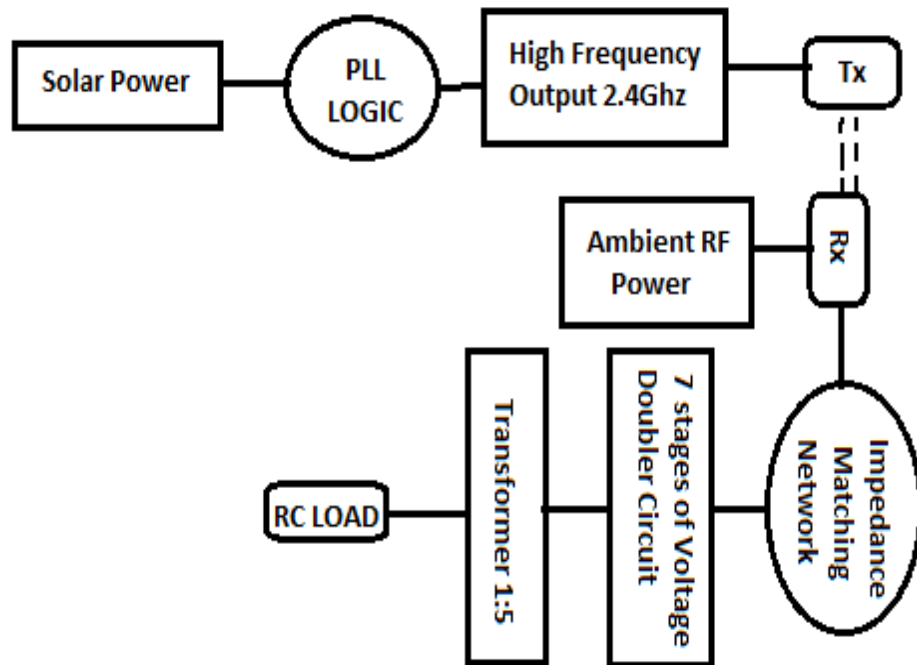 Solar Power
PLL
LOGIC
High Frequency
Output 2.4Ghz
Tx
Ambient RF
Power
Rx
Impedance
Matching
Network
7 stages of Voltage
Doubler Circuit
Transformer 1:5
RC LOAD